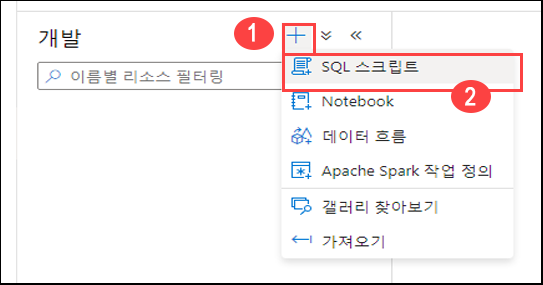 개발
1
이름별 리소스 필터링
SQL 스크립트
2
Notebook
데이터 흐름
Apache Spark 작업 정의
갤러리 찾아보기
가져오기